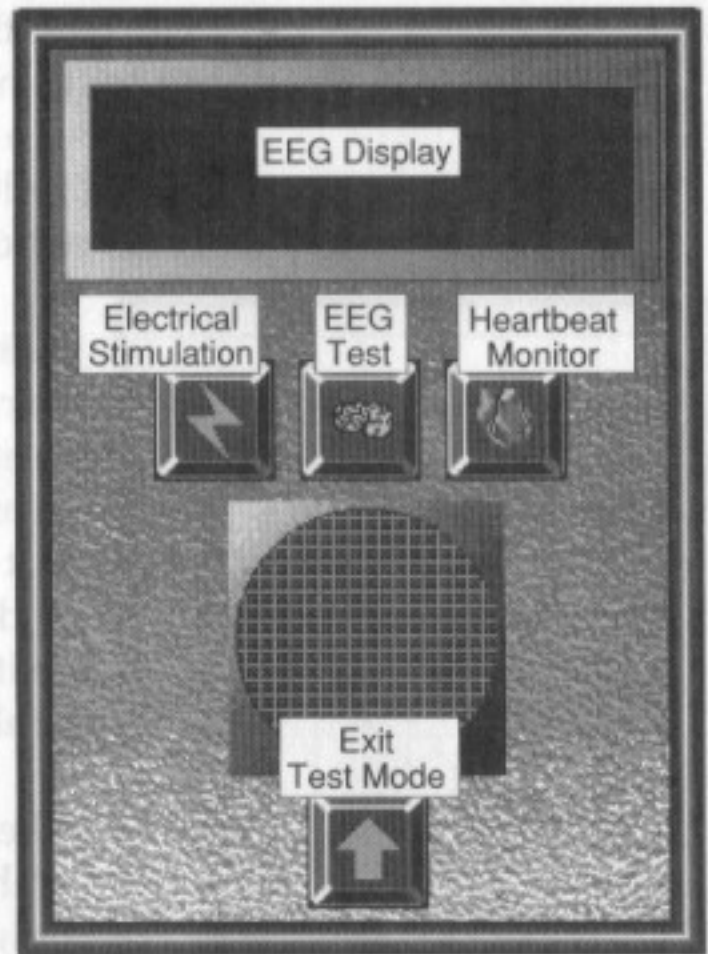 EEG Display
Electrical
Stimulation
EEG
Test
Heartbeat
Monitor
Exit
Test Mode